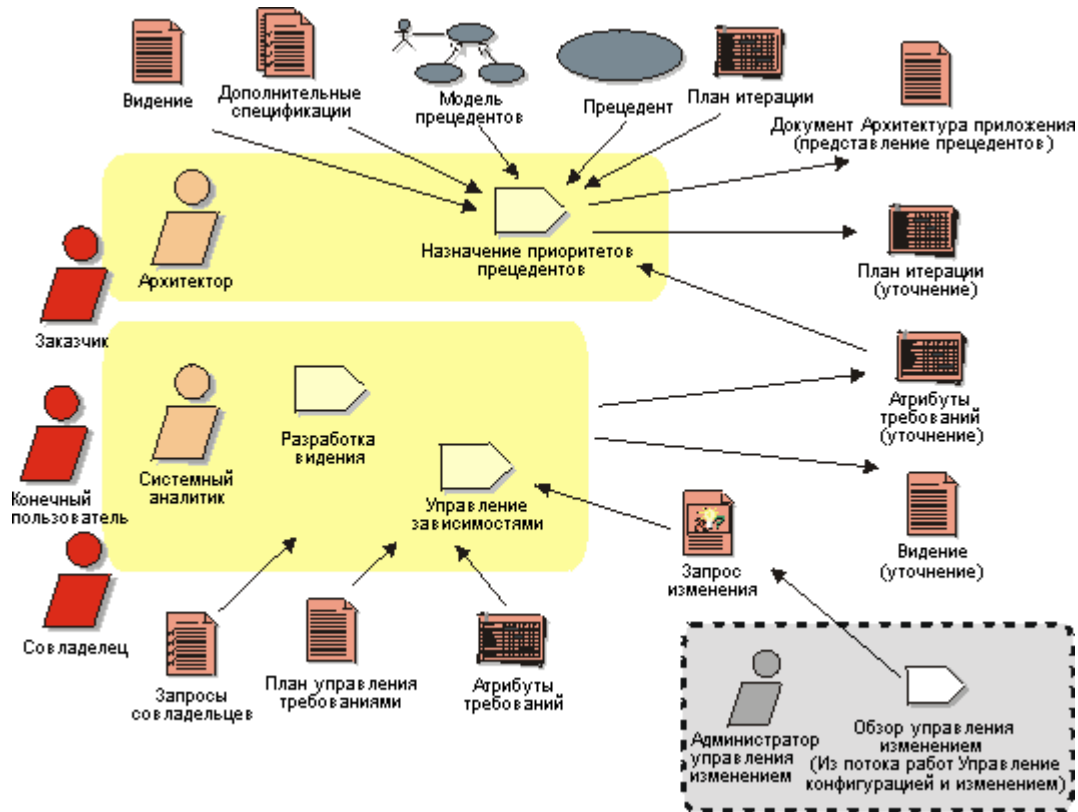 Видение
Дополнительные
спецификации
Модель
прецедентов
Прецедент
План итерации
Документ Архитектура приложения
(представление прецедентов)
Архитектор
Назначение приоритетов
прецедентов
План итерации
(уточнение)
Заказчик
Атрибуты
требований
(уточнение)
Системный
аналитик
Разработка
видения
Управление
зависимостями
Конечный
пользователь
Запрос
изменения
Видение
(уточнение)
Совладелец
Запросы
совладельцев
План управления
требованиями
Атрибуты
требований
Администратор
управления
изменением
Обзор управления
изменением
(Из потока работ Управление
конфигурацией и изменением)